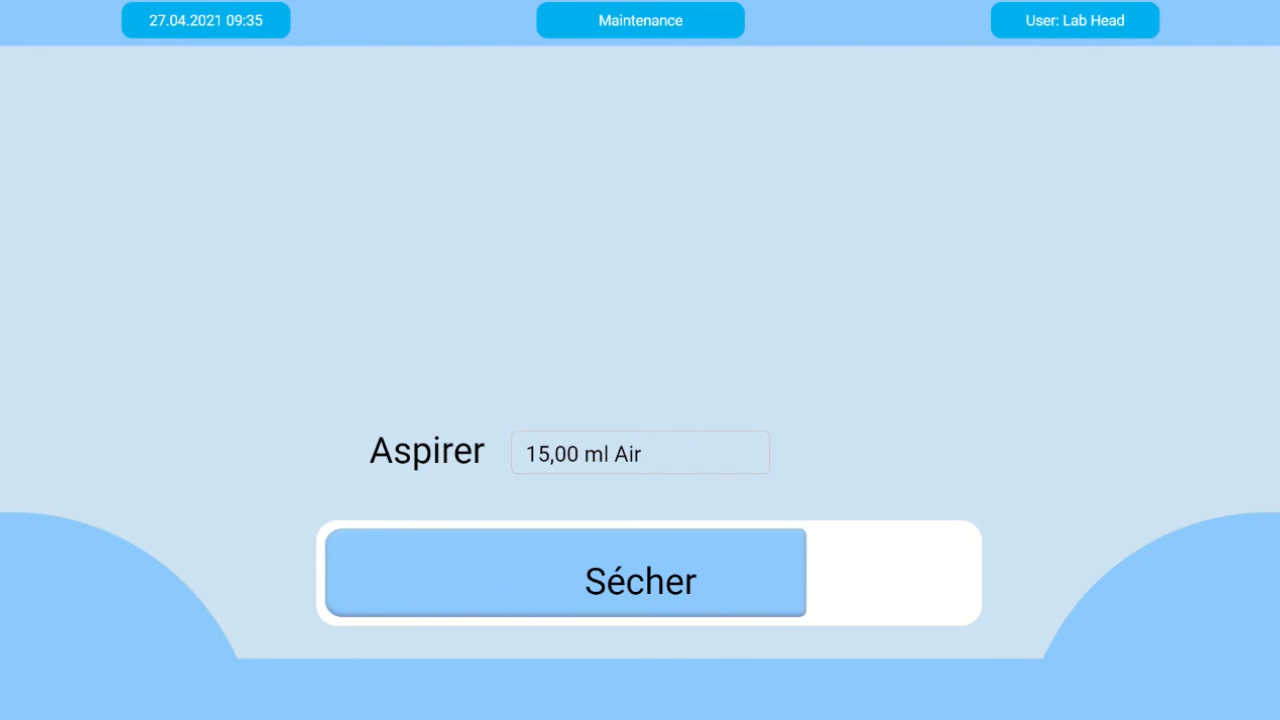 27.04.2021 09:35
Maintenance
User: Lab Head
Aspirer
15,00 ml Air
Sécher